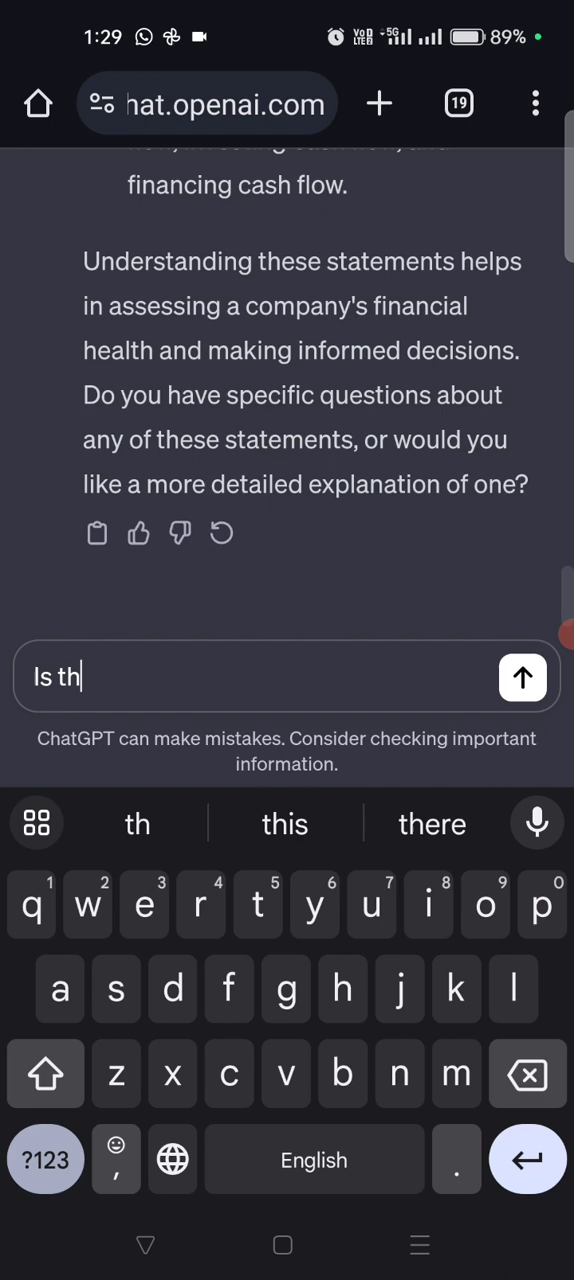 1:29 Vo) LTE2 5G 89%
hat.openai.com + 19
financing cash flow.
Understanding these statements helps
in assessing a company's financial
health and making informed decisions.
Do you have specific questions about
any of these statements, or would you
like a more detailed explanation of one?
Is th
ChatGPT can make mistakes. Consider checking important
information.
th this there
1 2 3 4 5 6 7 8 9 0
q w e r t y u i o p
a s d f g h j k l
z x c v b n m
?123 , English .